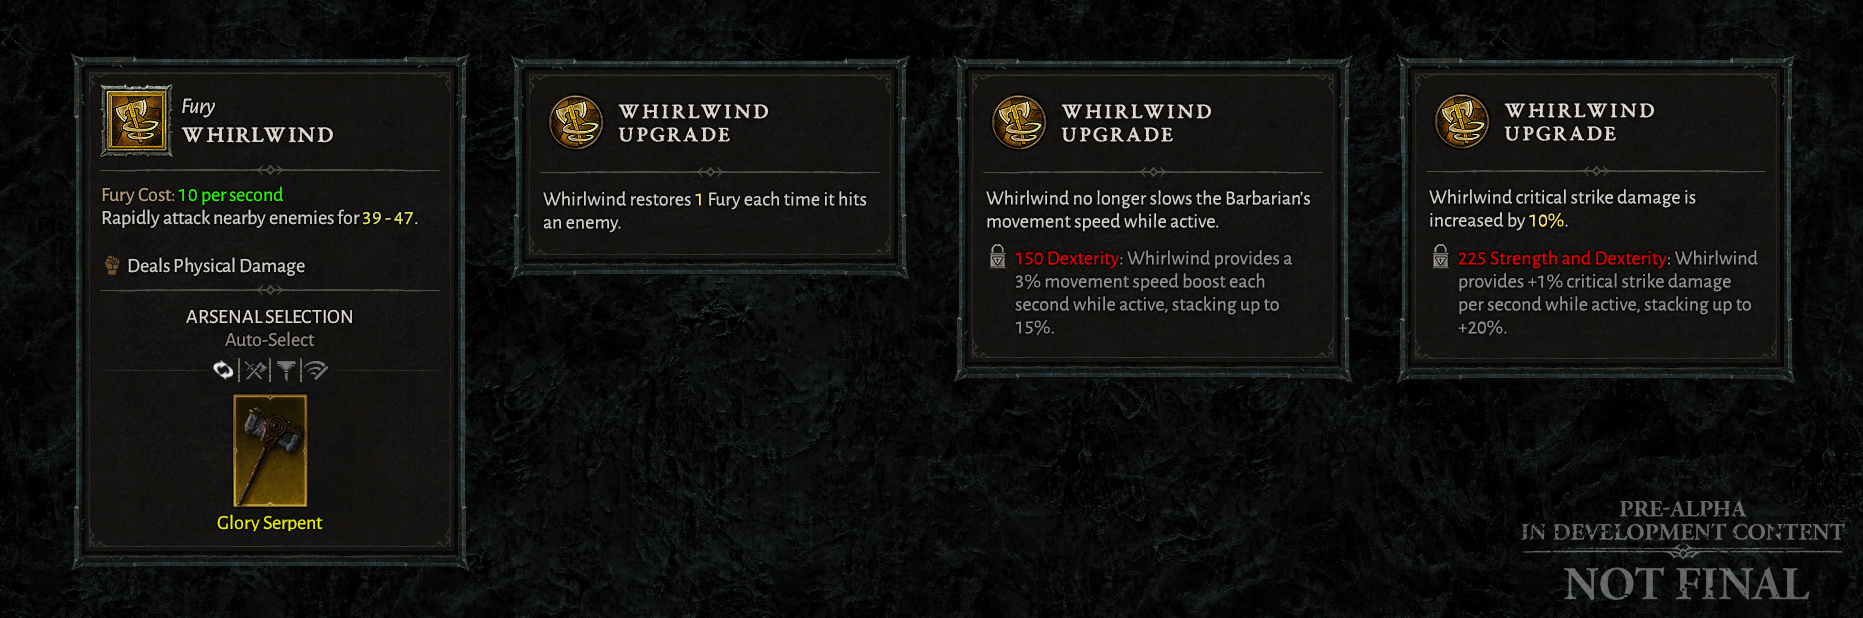 Fury
WHIRLWIND
Fury Cost: 10 per second
Rapidly attack nearby enemies for 39 - 47.
Deals Physical Damage
ARSENAL SELECTION
Auto-Select
Glory Serpent
WHIRLWIND
UPGRADE
Whirlwind restores 1 Fury each time it hits
an enemy.
WHIRLWIND
UPGRADE
Whirlwind no longer slows the Barbarian's
movement speed while active.
150 Dexterity: Whirlwind provides a
3% movement speed boost each
second while active, stacking up to
15%.
WHIRLWIND
UPGRADE
Whirlwind critical strike damage is
increased by 10%.
225 Strength and Dexterity: Whirlwind
provides +1% critical strike damage
per second while active, stacking up to
+20%.
PRE-ALPHA
IN DEVELOPMENT CONTENT
NOT FINAL